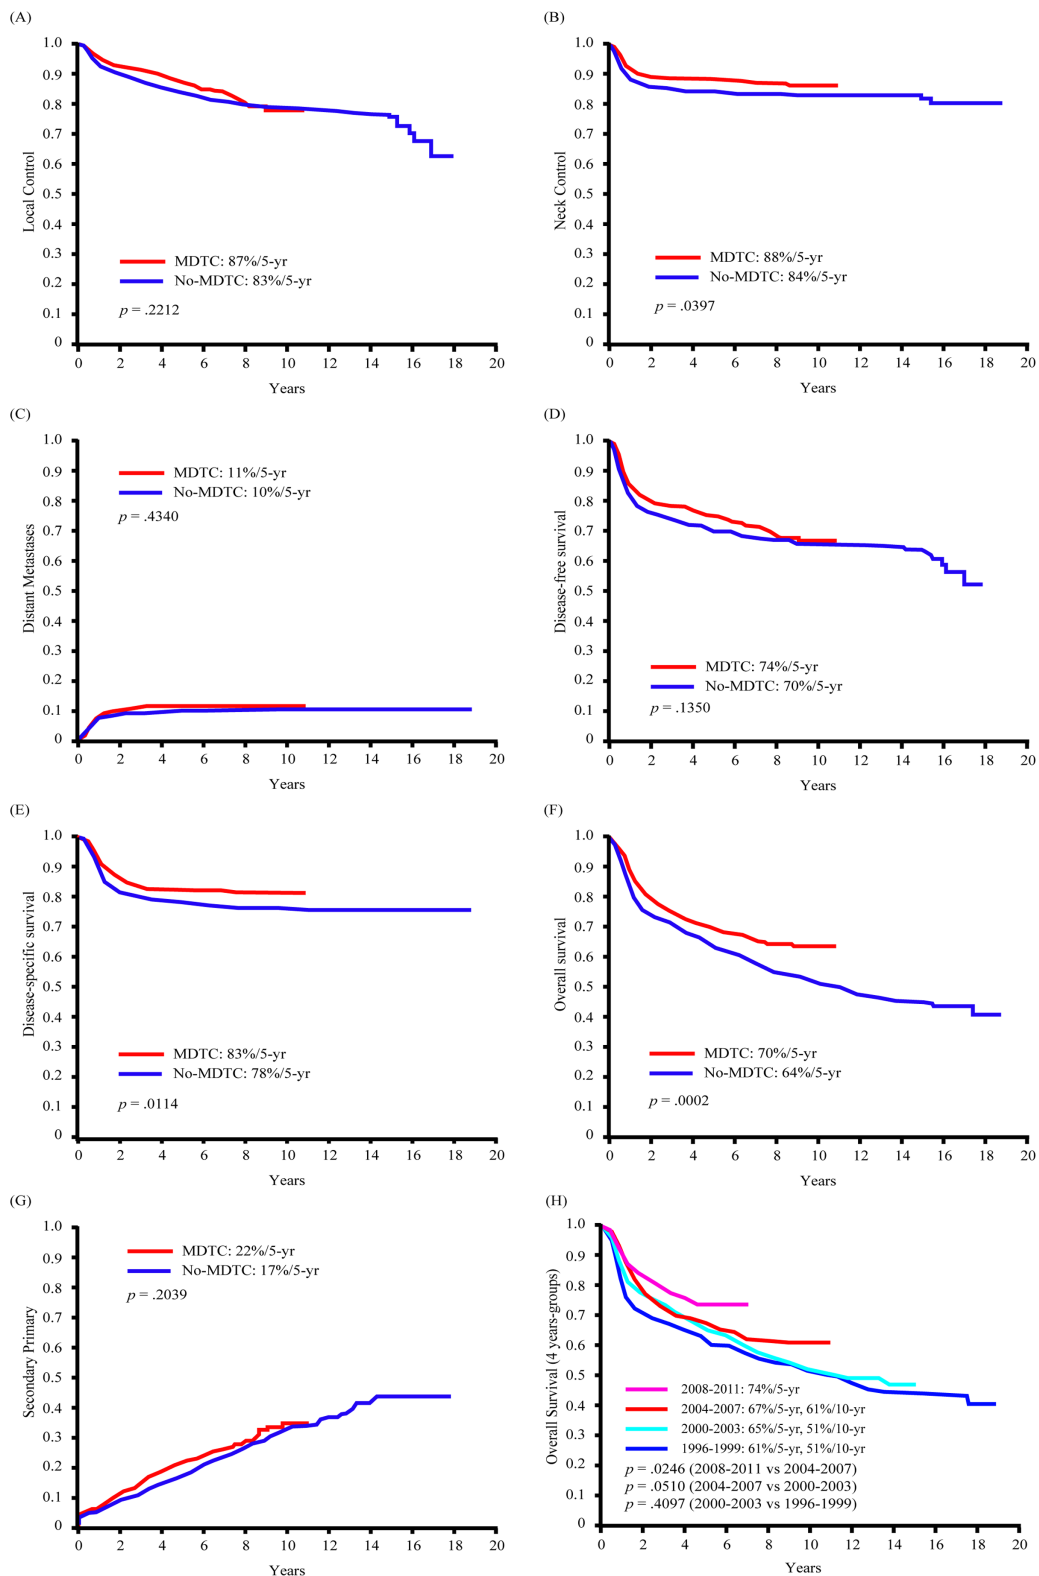 (A)
1.0
0.9
0.8
0.7
0.6
0.5
0.4
0.3
0.2
0.1
0
Local Control
MDTC: 87%/5-yr
No-MDTC: 83%/5-yr
p = .2212
0 2 4 6 8 10 12 14 16 18 20
Years
(B)
1.0
0.9
0.8
0.7
0.6
0.5
0.4
0.3
0.2
0.1
0
Neck Control
MDTC: 88%/5-yr
No-MDTC: 84%/5-yr
p = .0397
0 2 4 6 8 10 12 14 16 18 20
Years
(C)
1.0
0.9
0.8
0.7
0.6
0.5
0.4
0.3
0.2
0.1
0
Distant Metastases
MDTC: 11%/5-yr
No-MDTC: 10%/5-yr
p = .4340
0 2 4 6 8 10 12 14 16 18 20
Years
(D)
1.0
0.9
0.8
0.7
0.6
0.5
0.4
0.3
0.2
0.1
0
Disease-free survival
MDTC: 74%/5-yr
No-MDTC: 70%/5-yr
p = .1350
0 2 4 6 8 10 12 14 16 18 20
Years
(E)
1.0
0.9
0.8
0.7
0.6
0.5
0.4
0.3
0.2
0.1
0
Disease-specific survival
MDTC: 83%/5-yr
No-MDTC: 78%/5-yr
p = .0114
0 2 4 6 8 10 12 14 16 18 20
Years
(F)
1.0
0.9
0.8
0.7
0.6
0.5
0.4
0.3
0.2
0.1
0
Overall survival
MDTC: 70%/5-yr
No-MDTC: 64%/5-yr
p = .0002
0 2 4 6 8 10 12 14 16 18 20
Years
(G)
1.0
0.9
0.8
0.7
0.6
0.5
0.4
0.3
0.2
0.1
0
Secondary Primary
MDTC: 22%/5-yr
No-MDTC: 17%/5-yr
p = .2039
0 2 4 6 8 10 12 14 16 18 20
Years
(H)
1.0
0.9
0.8
0.7
0.6
0.5
0.4
0.3
0.2
0.1
0
Overall Survival (4 years-groups)
2008-2011: 74%/5-yr
2004-2007: 67%/5-yr, 61%/10-yr
2000-2003: 65%/5-yr, 51%/10-yr
1996-1999: 61%/5-yr, 51%/10-yr
p = .0246 (2008-2011 vs 2004-2007)
p = .0510 (2004-2007 vs 2000-2003)
p = .4097 (2000-2003 vs 1996-1999)
0 2 4 6 8 10 12 14 16 18 20
Years